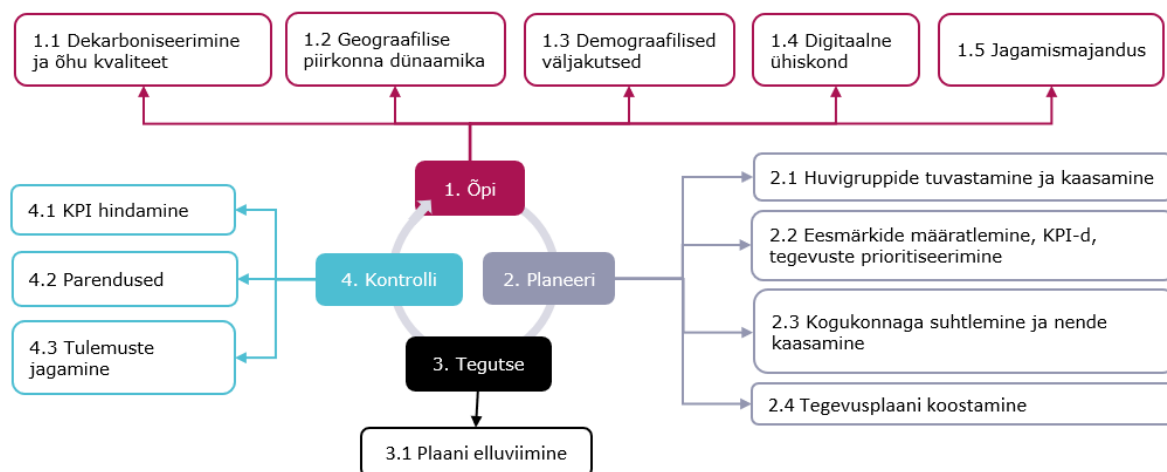 1.1 Dekarboniseerimine
ja õhu kvaliteet
1.2 Geograafilise
piirkonna dünaamika
1.3 Demograafilised
väljakutsed
1.4 Digitaalne
ühiskond
1.5 Jagamismajandus
1. Õpi
2.1 Huvigruppide tuvastamine ja kaasamine
2.2 Eesmärkide määratlemine, KPI-d,
tegevuste prioritiseerimine
2. Planeeri
2.3 Kogukonnaga suhtlemine ja nende
kaasamine
2.4 Tegevusplaani koostamine
3. Tegutse
3.1 Plaani elluviimine
4. Kontrolli
4.1 KPI hindamine
4.2 Parendused
4.3 Tulemuste
jagamine